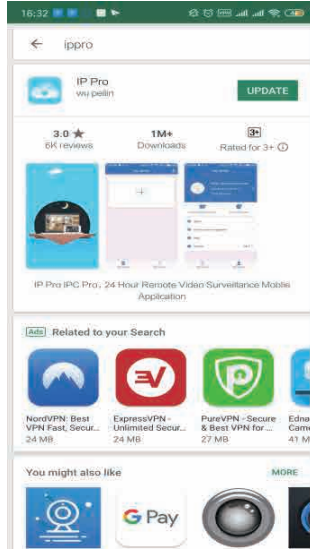 16:32
ippro
IP Pro
wu peilin
UPDATE
3.0 ★
6K reviews
1M+
Downloads
3+
Rated for 3+
IP Pro IPC Pro, 24 Hour Remote Video Surveillance Mobile
Application
Ads Related to your Search
NordVPN: Best
VPN Fast, Secur...
24 MB
ExpressVPN -
Unlimited Secur...
24 MB
PureVPN - Secure
& Best VPN for ...
27 MB
Edna
Came
41 M
You might also like
MORE
G Pay